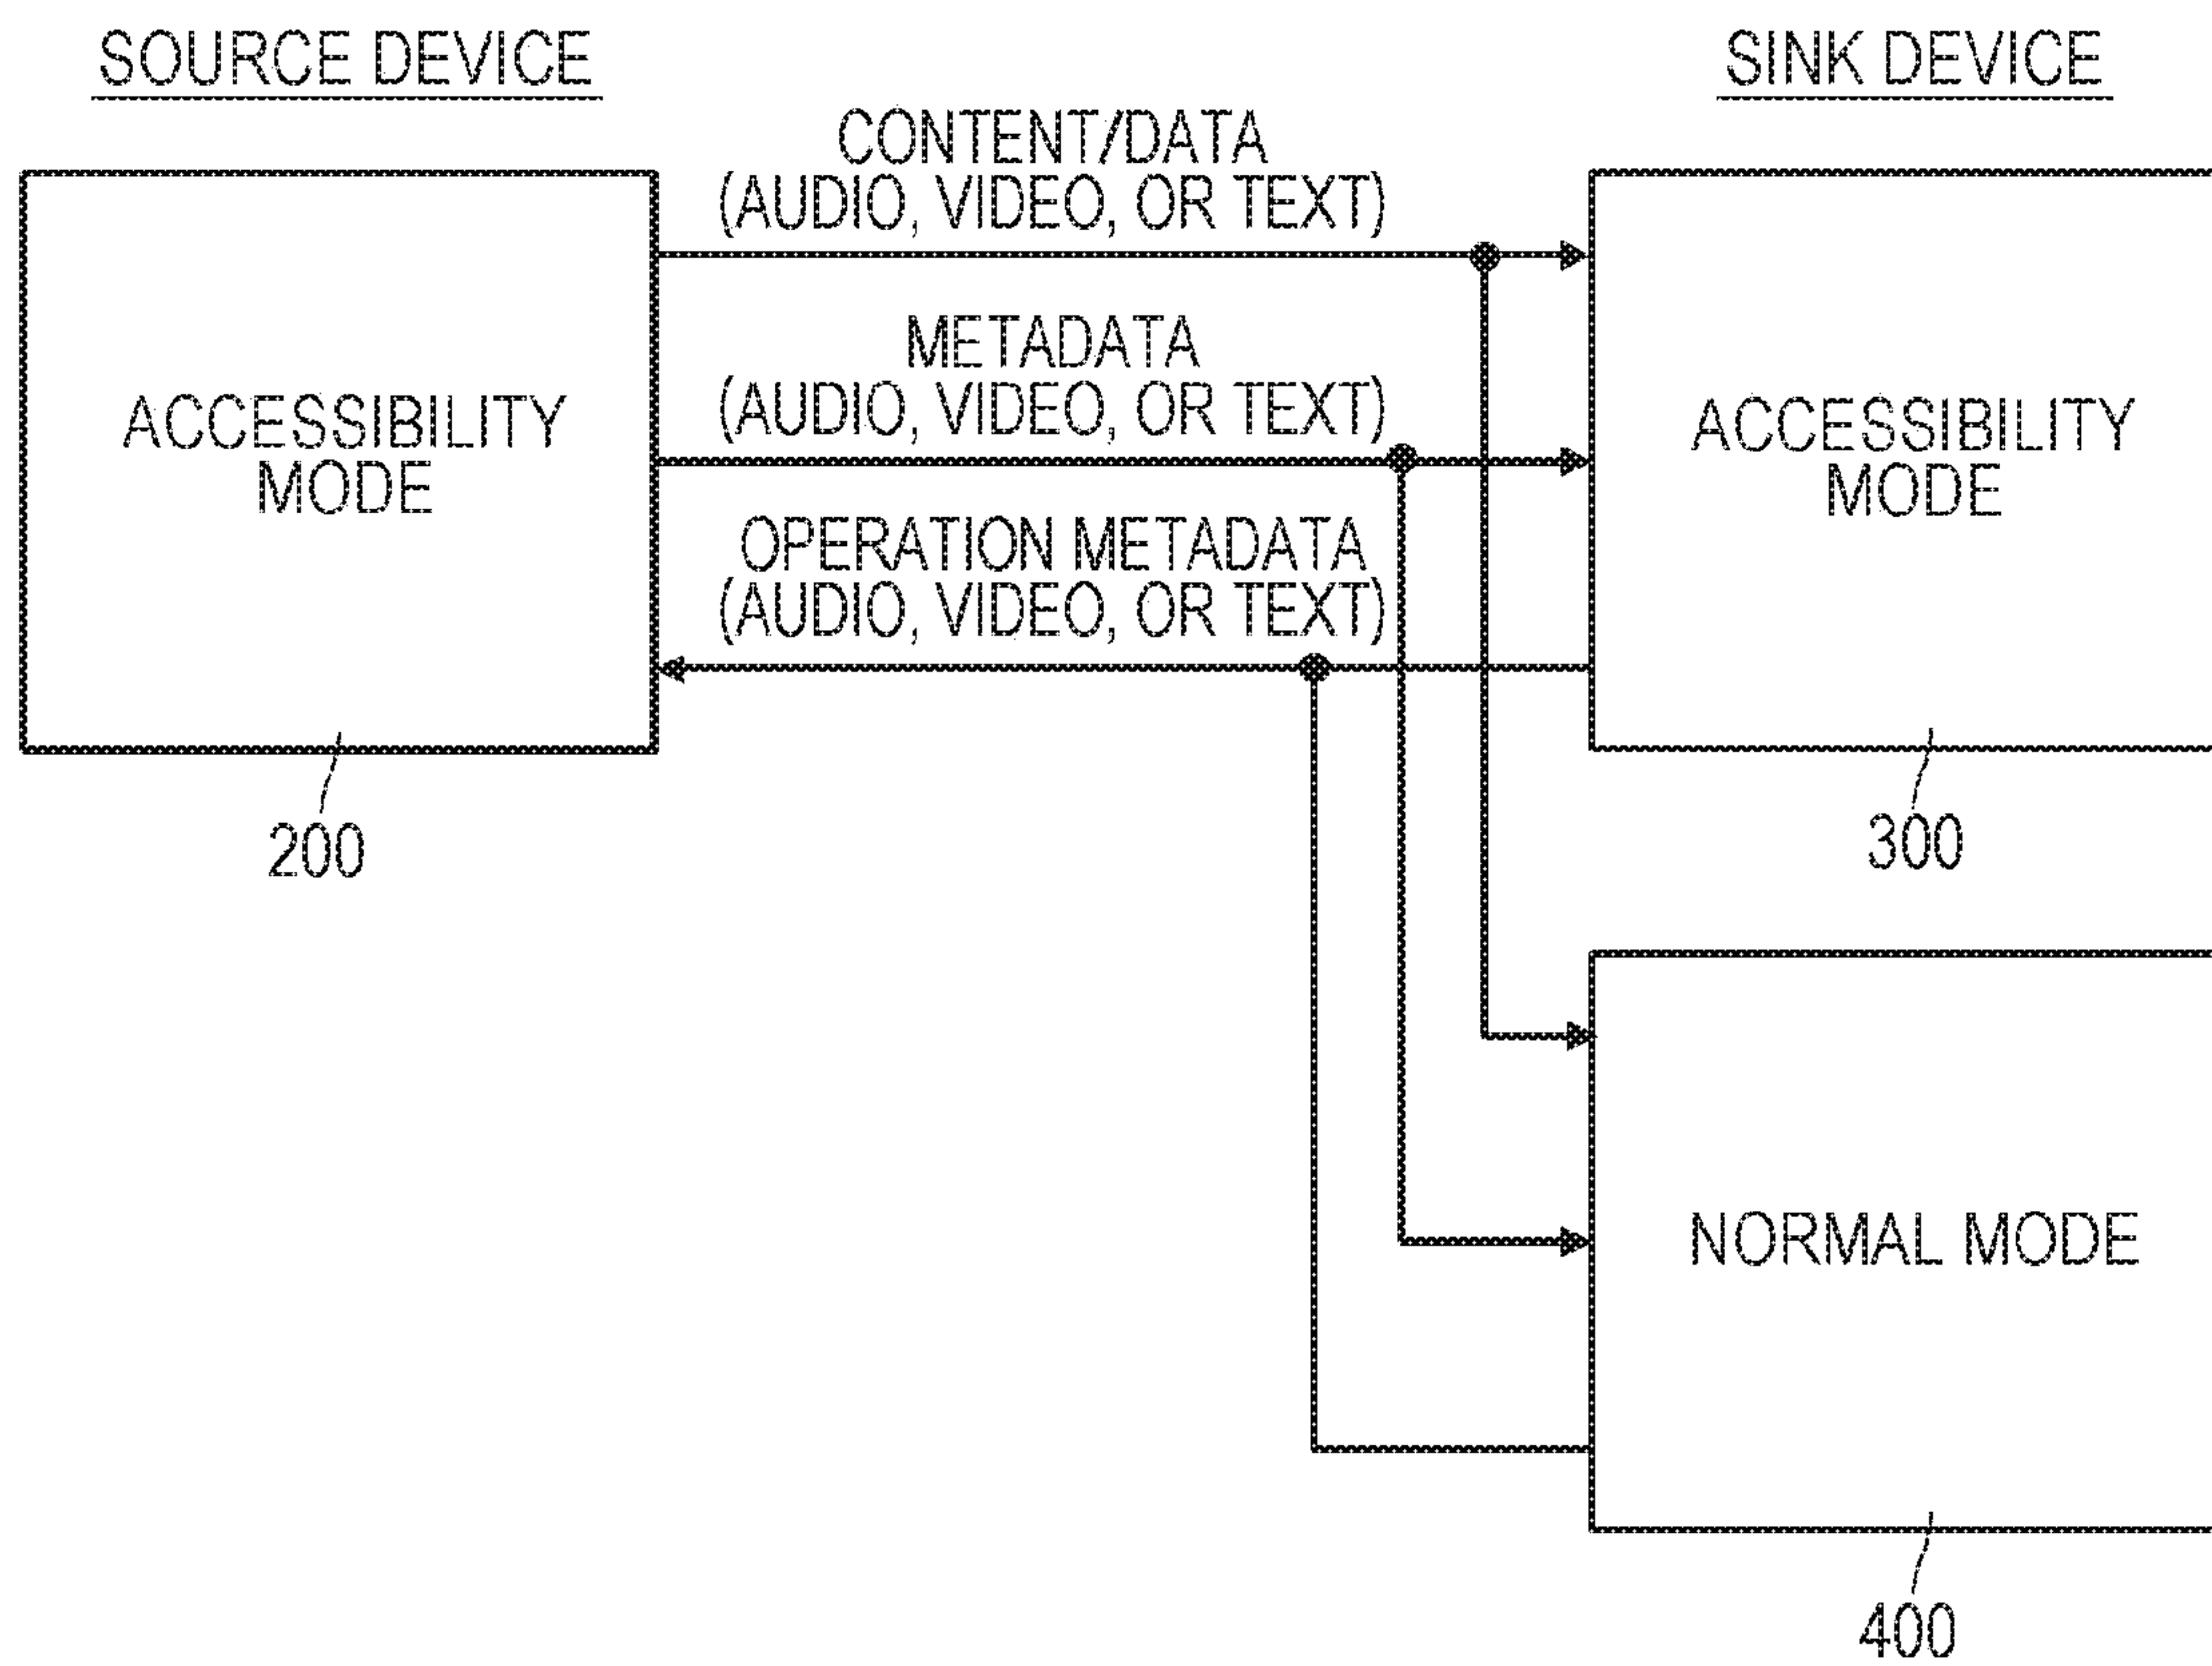 SOURCE DEVICE
SINK DEVICE
CONTENT/DATA
(AUDIO, VIDEO, OR TEXT)
METADATA
(AUDIO, VIDEO, OR TEXT)
OPERATION METADATA
(AUDIO, VIDEO, OR TEXT)
ACCESSIBILITY
MODE
200
ACCESSIBILITY
MODE
300
NORMAL MODE
400